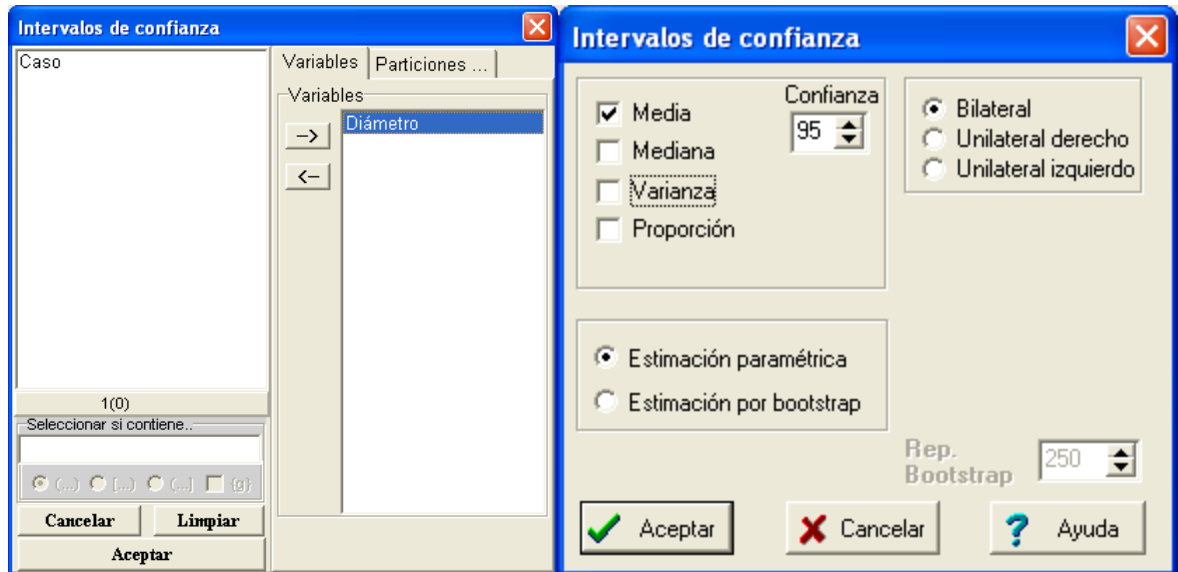 Intervalos de confianza
Caso
1(0)
Seleccionar si contiene..
(...) [...) (...] {g}
Cancelar Limpiar
Aceptar
Variables Particiones ...
Variables
-->
<--
Diámetro
Intervalos de confianza
Media
Mediana
Varianza
Proporción
Confianza
95
Bilateral
Unilateral derecho
Unilateral izquierdo
Estimación paramétrica
Estimación por bootstrap
Rep.
Bootstrap
250
Aceptar Cancelar ? Ayuda